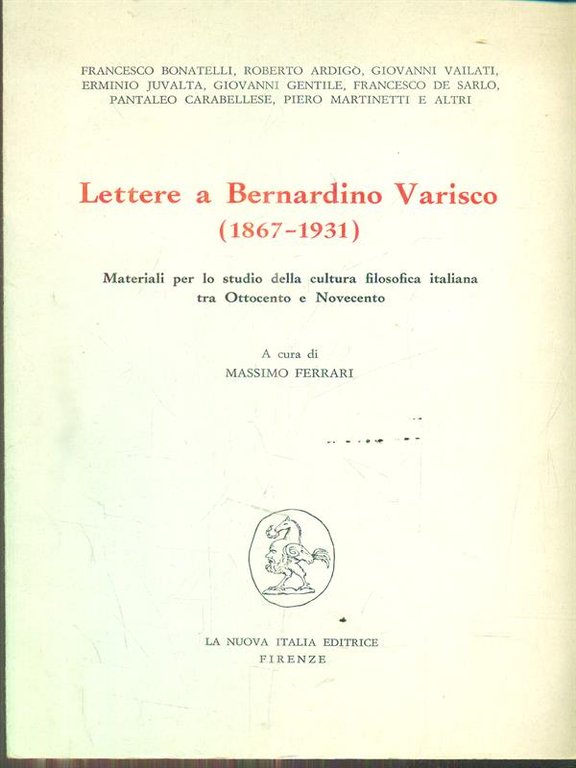 FRANCESCO BONATELLI, ROBERTO ARDIGÒ, GIOVANNI VAILATI,
ERMINIO JUVALTA, GIOVANNI GENTILE, FRANCESCO DE SARLO,
PANTALEO CARABELLESE, PIERO MARTINETTI E ALTRI
Lettere a Bernardino Varisco
(1867-1931)
Materiali per lo studio della cultura filosofica italiana
tra Ottocento e Novecento
A cura di
MASSIMO FERRARI
LA NUOVA ITALIA EDITRICE
FIRENZE